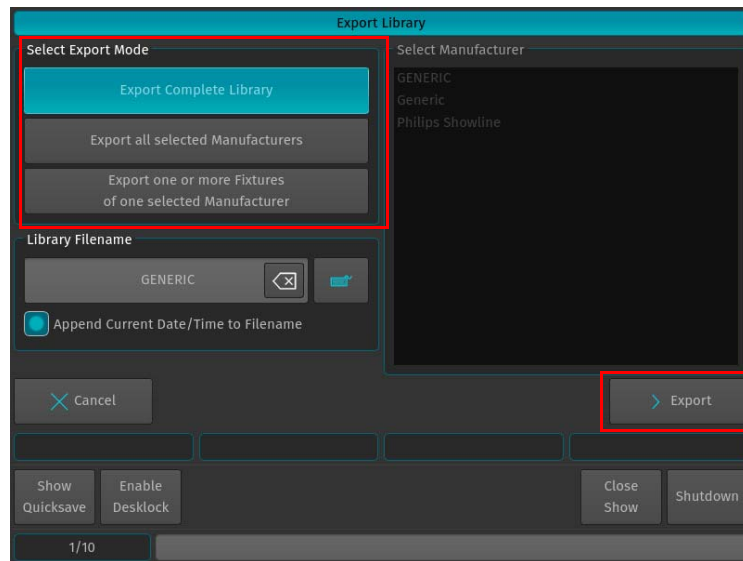 Export Library
Select Export Mode
Export Complete Library
Export all selected Manufacturers
Export one or more Fixtures
of one selected Manufacturer
Select Manufacturer
GENERIC
Generic
Philips Showline
Library Filename
GENERIC
Append Current Date/Time to Filename
Cancel
Export
Show
Quicksave
Enable
Desklock
Close
Show
Shutdown
1/10